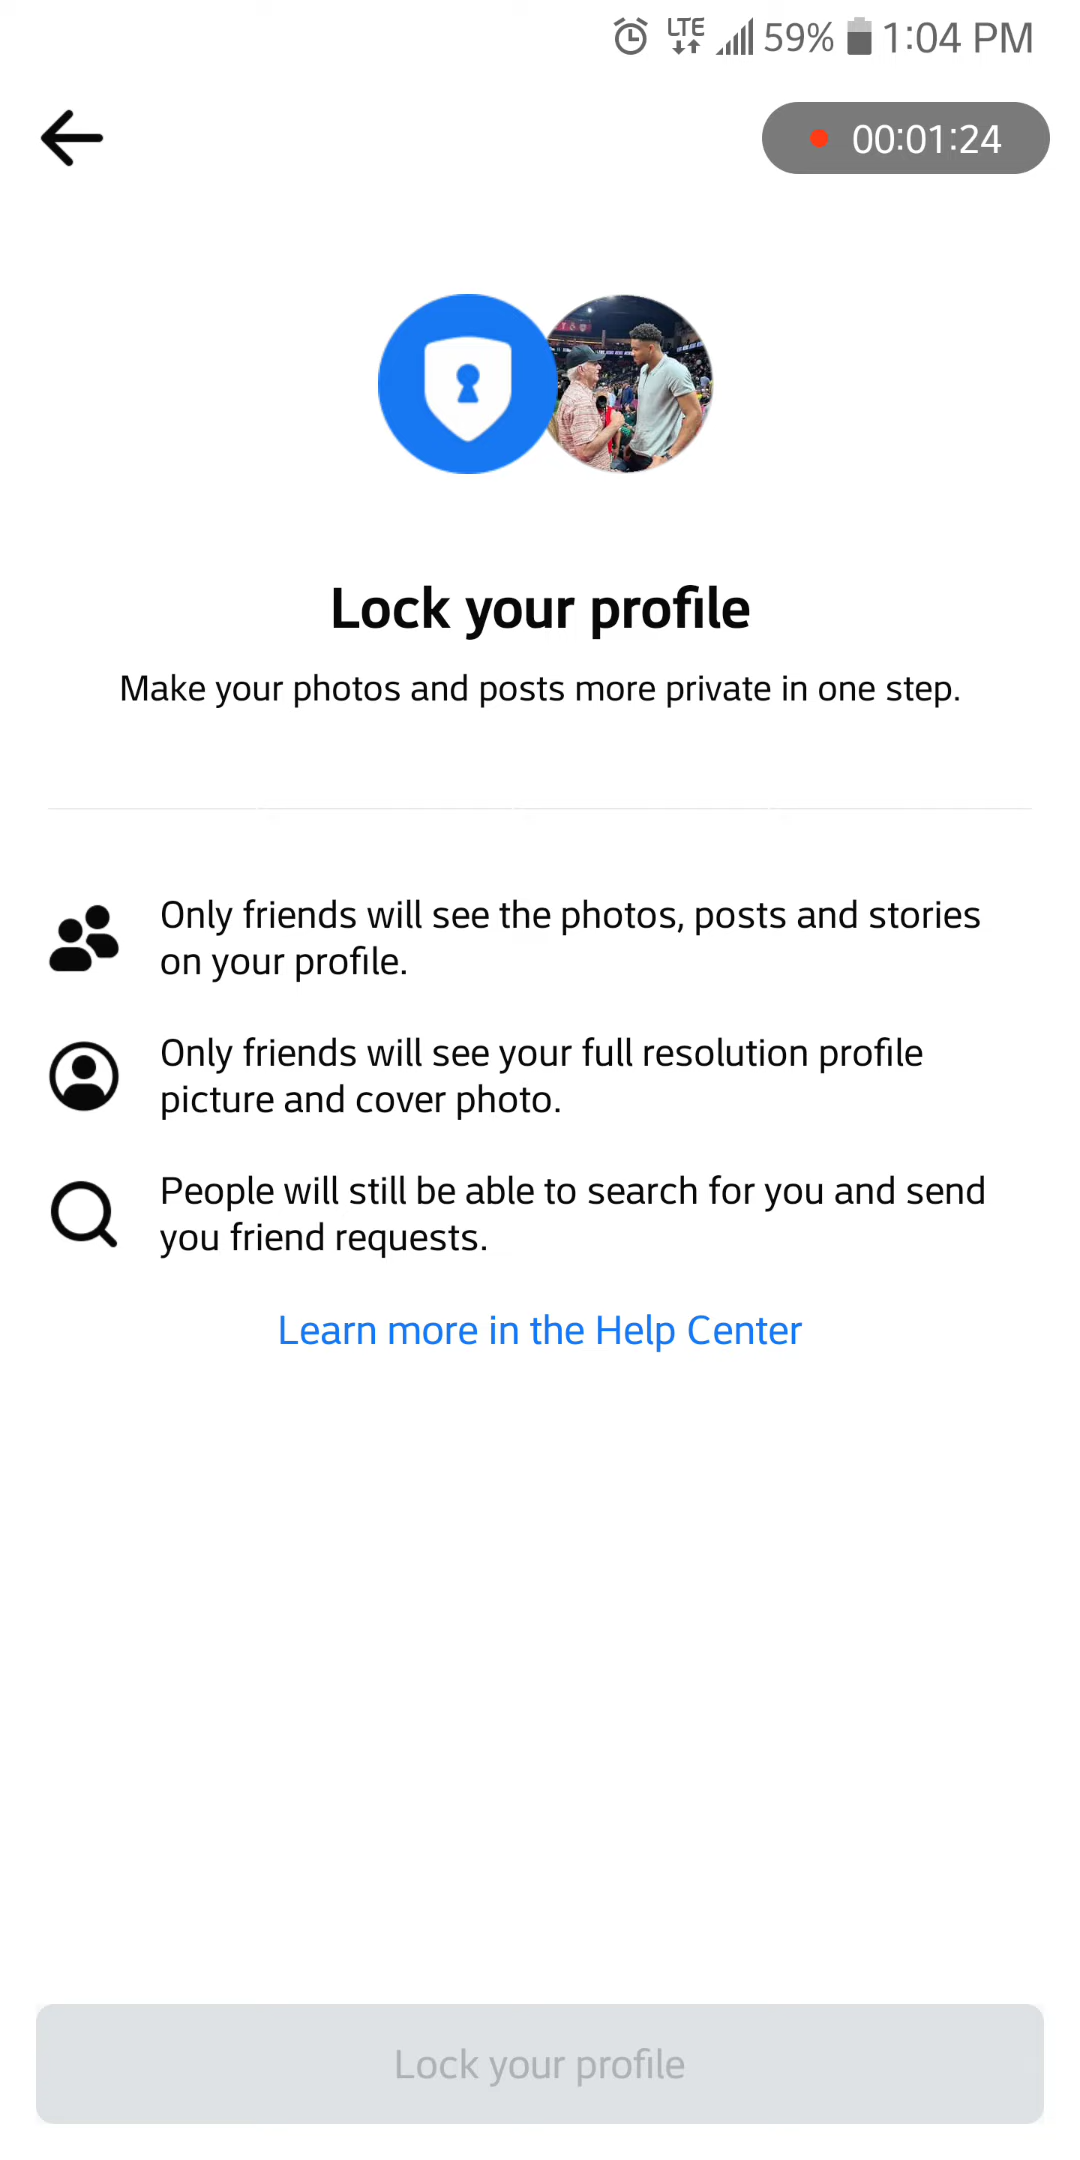 LTE 59% 1:04 PM
00:01:24
Lock your profile
Make your photos and posts more private in one step.
Only friends will see the photos, posts and stories
on your profile.
Only friends will see your full resolution profile
picture and cover photo.
People will still be able to search for you and send
you friend requests.
Learn more in the Help Center
Lock your profile